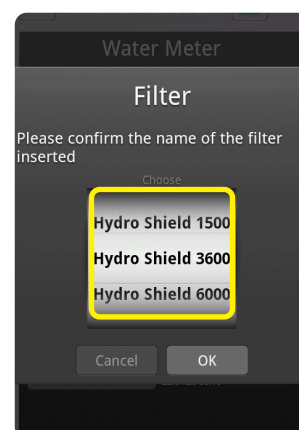 Water Meter
Filter
Please confirm the name of the filter
inserted
Choose
Hydro Shield 1500
Hydro Shield 3600
Hydro Shield 6000
Cancel
OK